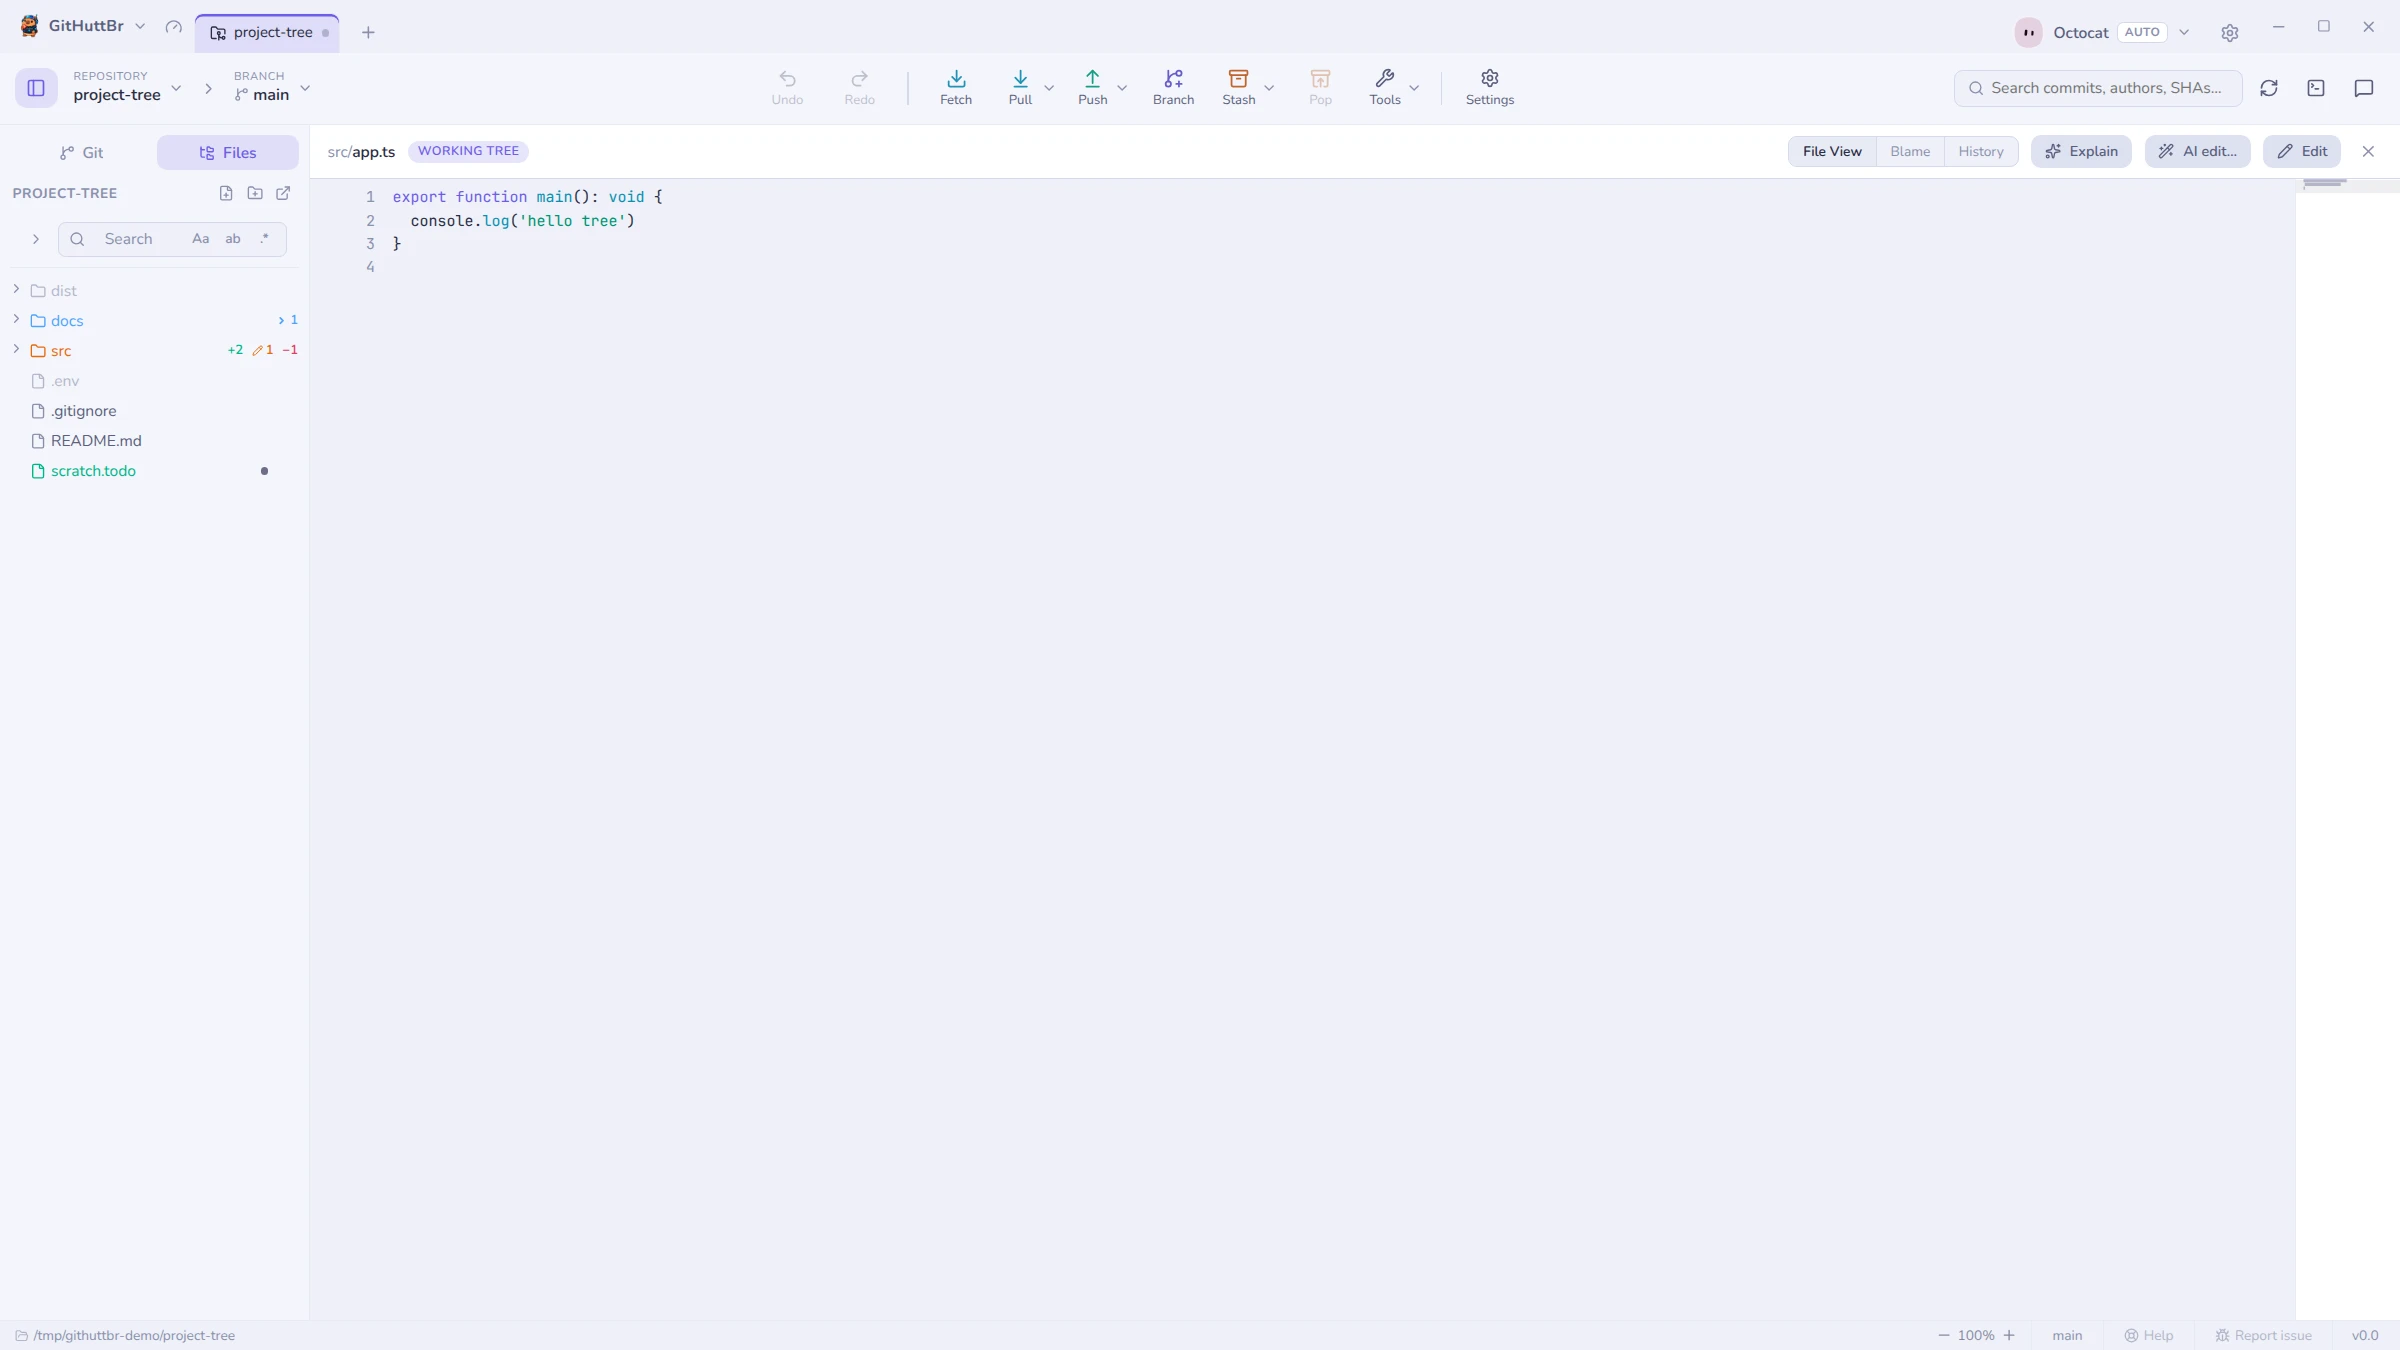 GitHuttBr
project-tree
Octocat AUTO
REPOSITORY
project-tree
BRANCH
main
Undo
Redo
Fetch
Pull
Push
Branch
Stash
Pop
Tools
Settings
Search commits, authors, SHAs...
Git
Files
src/app.ts WORKING TREE
File View
Blame
History
Explain
AI edit...
Edit
PROJECT-TREE
Search Aa ab .*
dist
docs 1
src +2 1 −1
.env
.gitignore
README.md
scratch.todo
1 export function main(): void {
2 console.log('hello tree')
3 }
4
/tmp/githuttbr-demo/project-tree
100%
main
Help
Report issue
v0.0